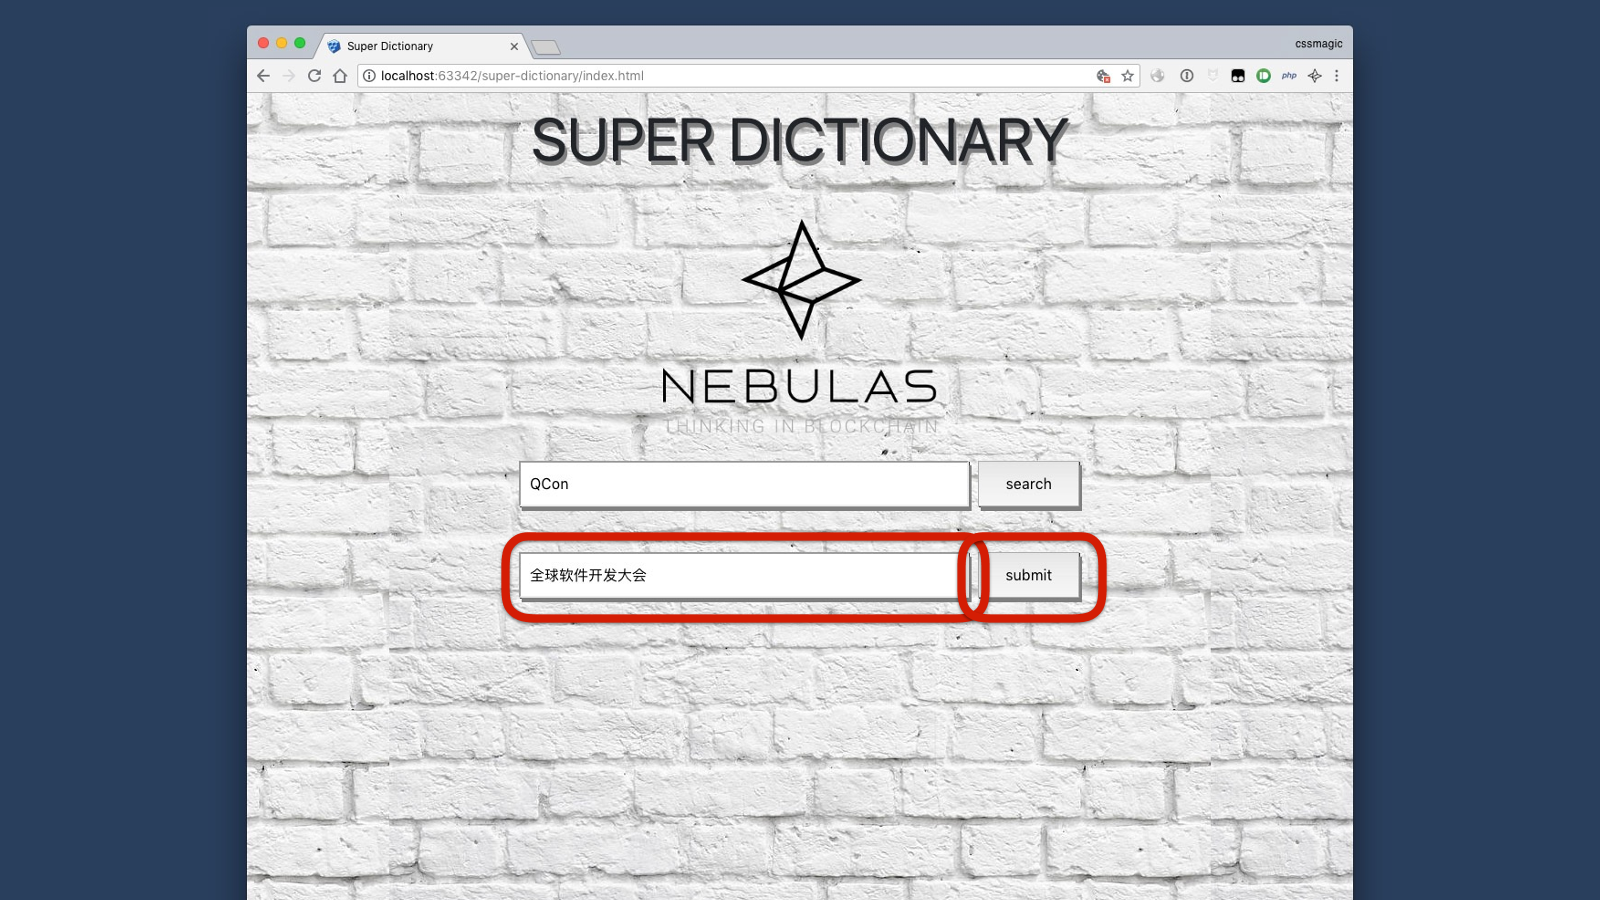 Super Dictionary
cssmagic
localhost:63342/super-dictionary/index.html
php
SUPER DICTIONARY
NEBULAS
THINKING IN BLOCKCHAIN
QCon
search
全球软件开发大会
submit